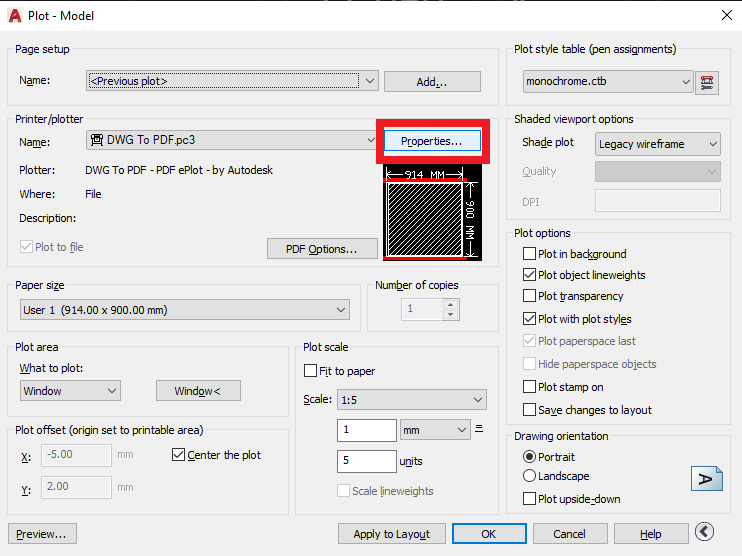 Plot - Model
Page setup
Name:
<Previous plot>
Add...
Plot style table (pen assignments)
monochrome.ctb
Printer/plotter
Name:
DWG To PDF.pc3
Properties...
Plotter:
DWG To PDF - PDF ePlot - by Autodesk
Where:
File
Description:
Plot to file
PDF Options...
914 MM
900 MM
Shaded viewport options
Shade plot
Legacy wireframe
Quality
DPI
Paper size
User 1 (914.00 x 900.00 mm)
Number of copies
1
Plot options
Plot in background
Plot object lineweights
Plot transparency
Plot with plot styles
Plot paperspace last
Hide paperspace objects
Plot stamp on
Save changes to layout
Plot area
What to plot:
Window
Window<
Plot scale
Fit to paper
Scale:
1:5
1
mm
=
5
units
Scale lineweights
Plot offset (origin set to printable area)
X:
-5.00
mm
Center the plot
Y:
2.00
mm
Drawing orientation
Portrait
Landscape
Plot upside-down
A
Preview...
Apply to Layout
OK
Cancel
Help